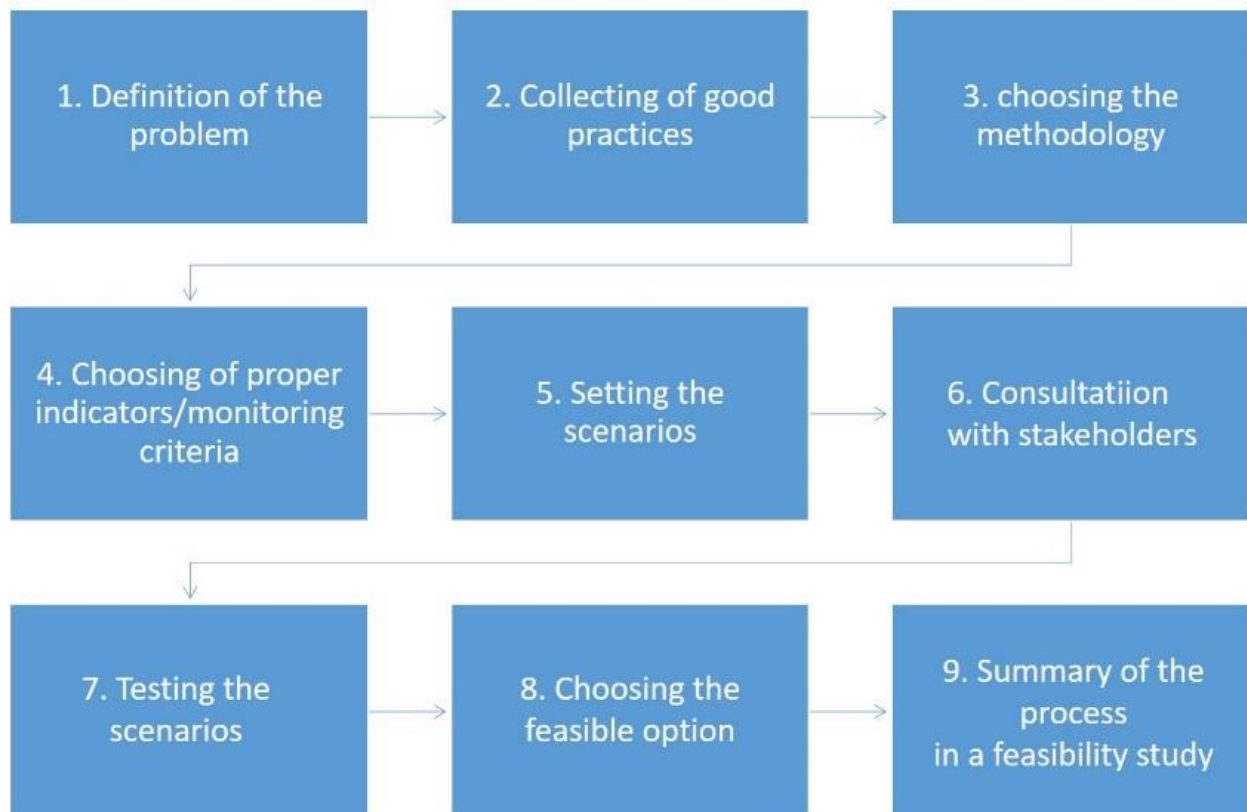 1. Definition of the
problem
2. Collecting of good
practices
3. choosing the
methodology
4. Choosing of proper
indicators/monitoring
criteria
5. Setting the
scenarios
6. Consultatiion
with stakeholders
7. Testing the
scenarios
8. Choosing the
feasible option
9. Summary of the
process
in a feasibility study